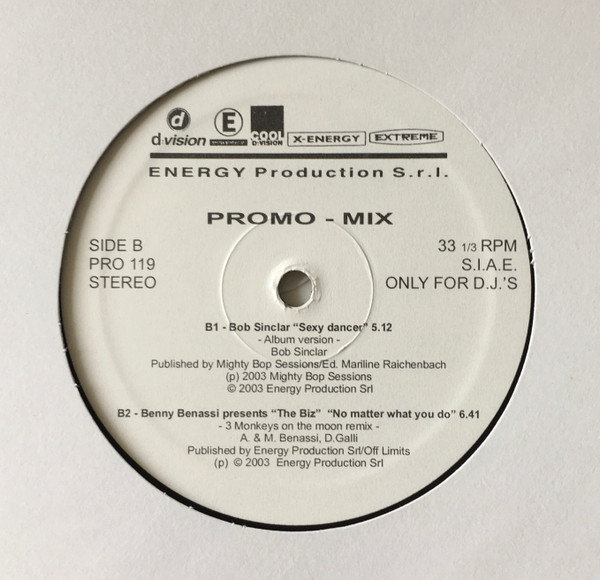 d
E
d·vision
COOL
D:VISION
X-ENERGY
EXTREME
ENERGY Production S.r.l.
PROMO - MIX
SIDE B
PRO 119
STEREO
33 1/3 RPM
S.I.A.E.
ONLY FOR D.J.'S
B1 - Bob Sinclar “Sexy dancer” 5.12
- Album version -
Bob Sinclar
Published by Mighty Bop Sessions/Ed. Mariline Raichenbach
(p) 2003 Mighty Bop Sessions
© 2003 Energy Production Srl
B2 - Benny Benassi presents “The Biz” “No matter what you do” 6.41
- 3 Monkeys on the moon remix -
A. & M. Benassi, D.Galli
Published by Energy Production Srl/Off Limits
(p) © 2003 Energy Production Srl